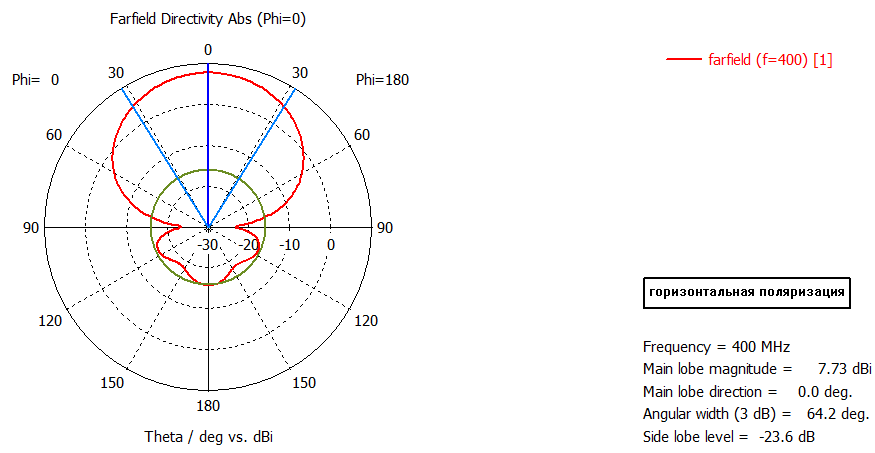 Farfield Directivity Abs (Phi=0)
0
farfield (f=400) [1]
Phi= 0
30
30
Phi=180
60
60
90
-30
-20
-10
0
90
горизонтальная поляризация
120
120
150
150
180
Frequency = 400 MHz
Main lobe magnitude = 7.73 dBi
Main lobe direction = 0.0 deg.
Angular width (3 dB) = 64.2 deg.
Side lobe level = -23.6 dB
Theta / deg vs. dBi